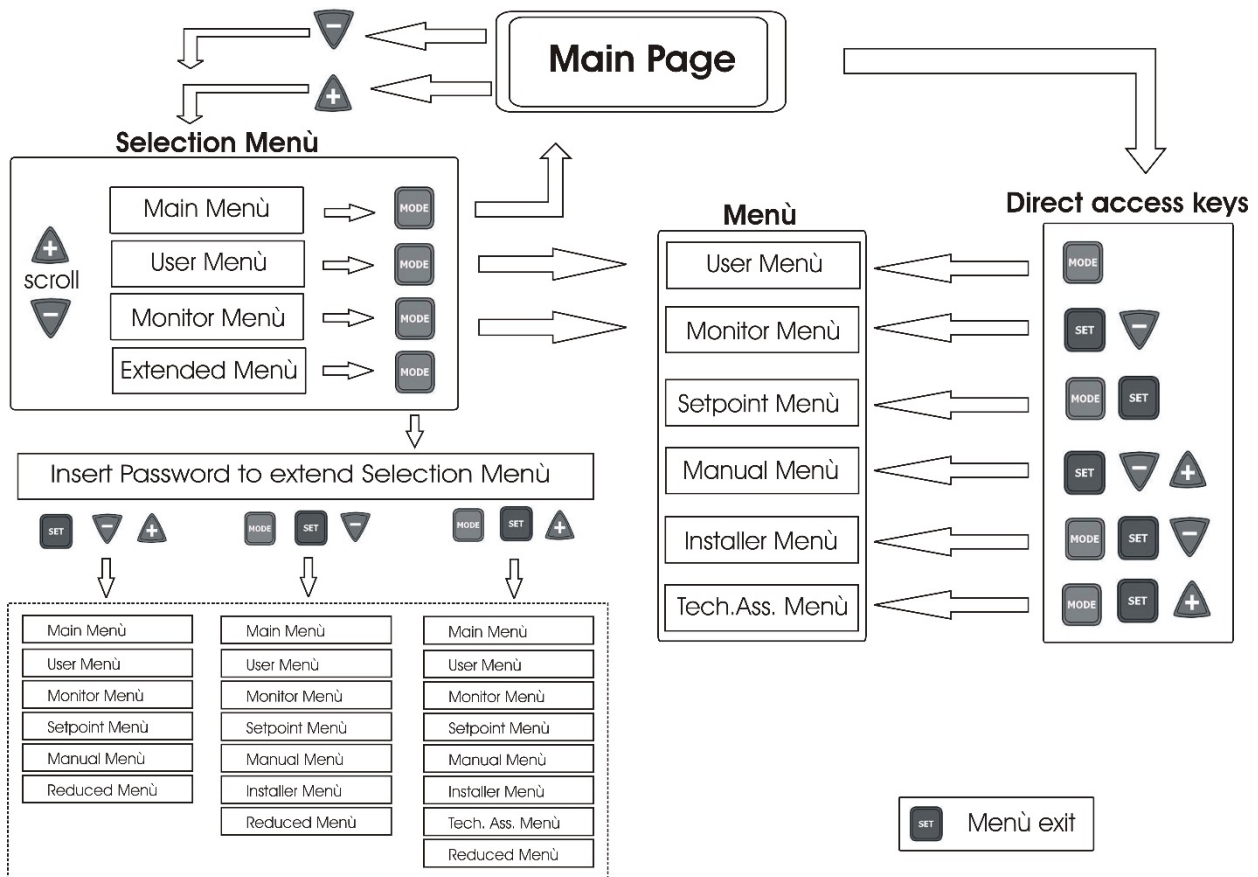 Main Page
Selection Menù
Main Menù
MODE
User Menù
MODE
scroll
Monitor Menù
MODE
Extended Menù
MODE
Insert Password to extend Selection Menù
SET
MODE
SET
MODE
SET
Main Menù
User Menù
Monitor Menù
Setpoint Menù
Manual Menù
Reduced Menù
Main Menù
User Menù
Monitor Menù
Setpoint Menù
Manual Menù
Installer Menù
Reduced Menù
Main Menù
User Menù
Monitor Menù
Setpoint Menù
Manual Menù
Installer Menù
Tech. Ass. Menù
Reduced Menù
Menù
User Menù
Monitor Menù
Setpoint Menù
Manual Menù
Installer Menù
Tech.Ass. Menù
Direct access keys
MODE
SET
MODE SET
SET
MODE SET
MODE SET
SET Menù exit